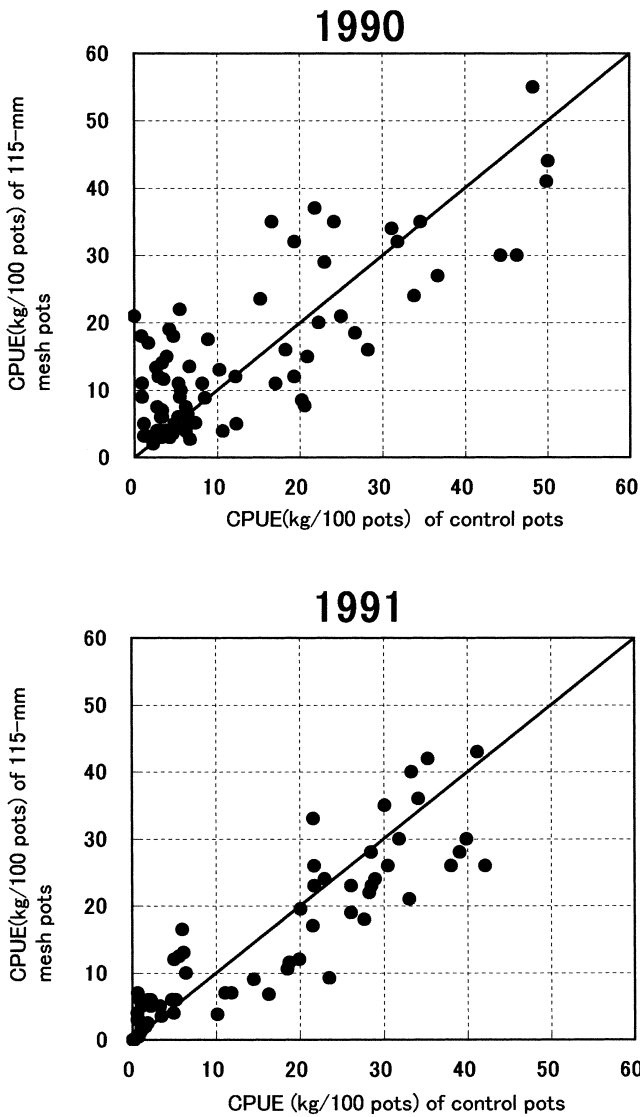 1990
CPUE(kg/100 pots) of 115-mm
mesh pots
60
50
40
30
20
10
0
0 10 20 30 40 50 60
CPUE(kg/100 pots) of control pots
1991
CPUE(kg/100 pots) of 115-mm
mesh pots
60
50
40
30
20
10
0
0 10 20 30 40 50 60
CPUE (kg/100 pots) of control pots